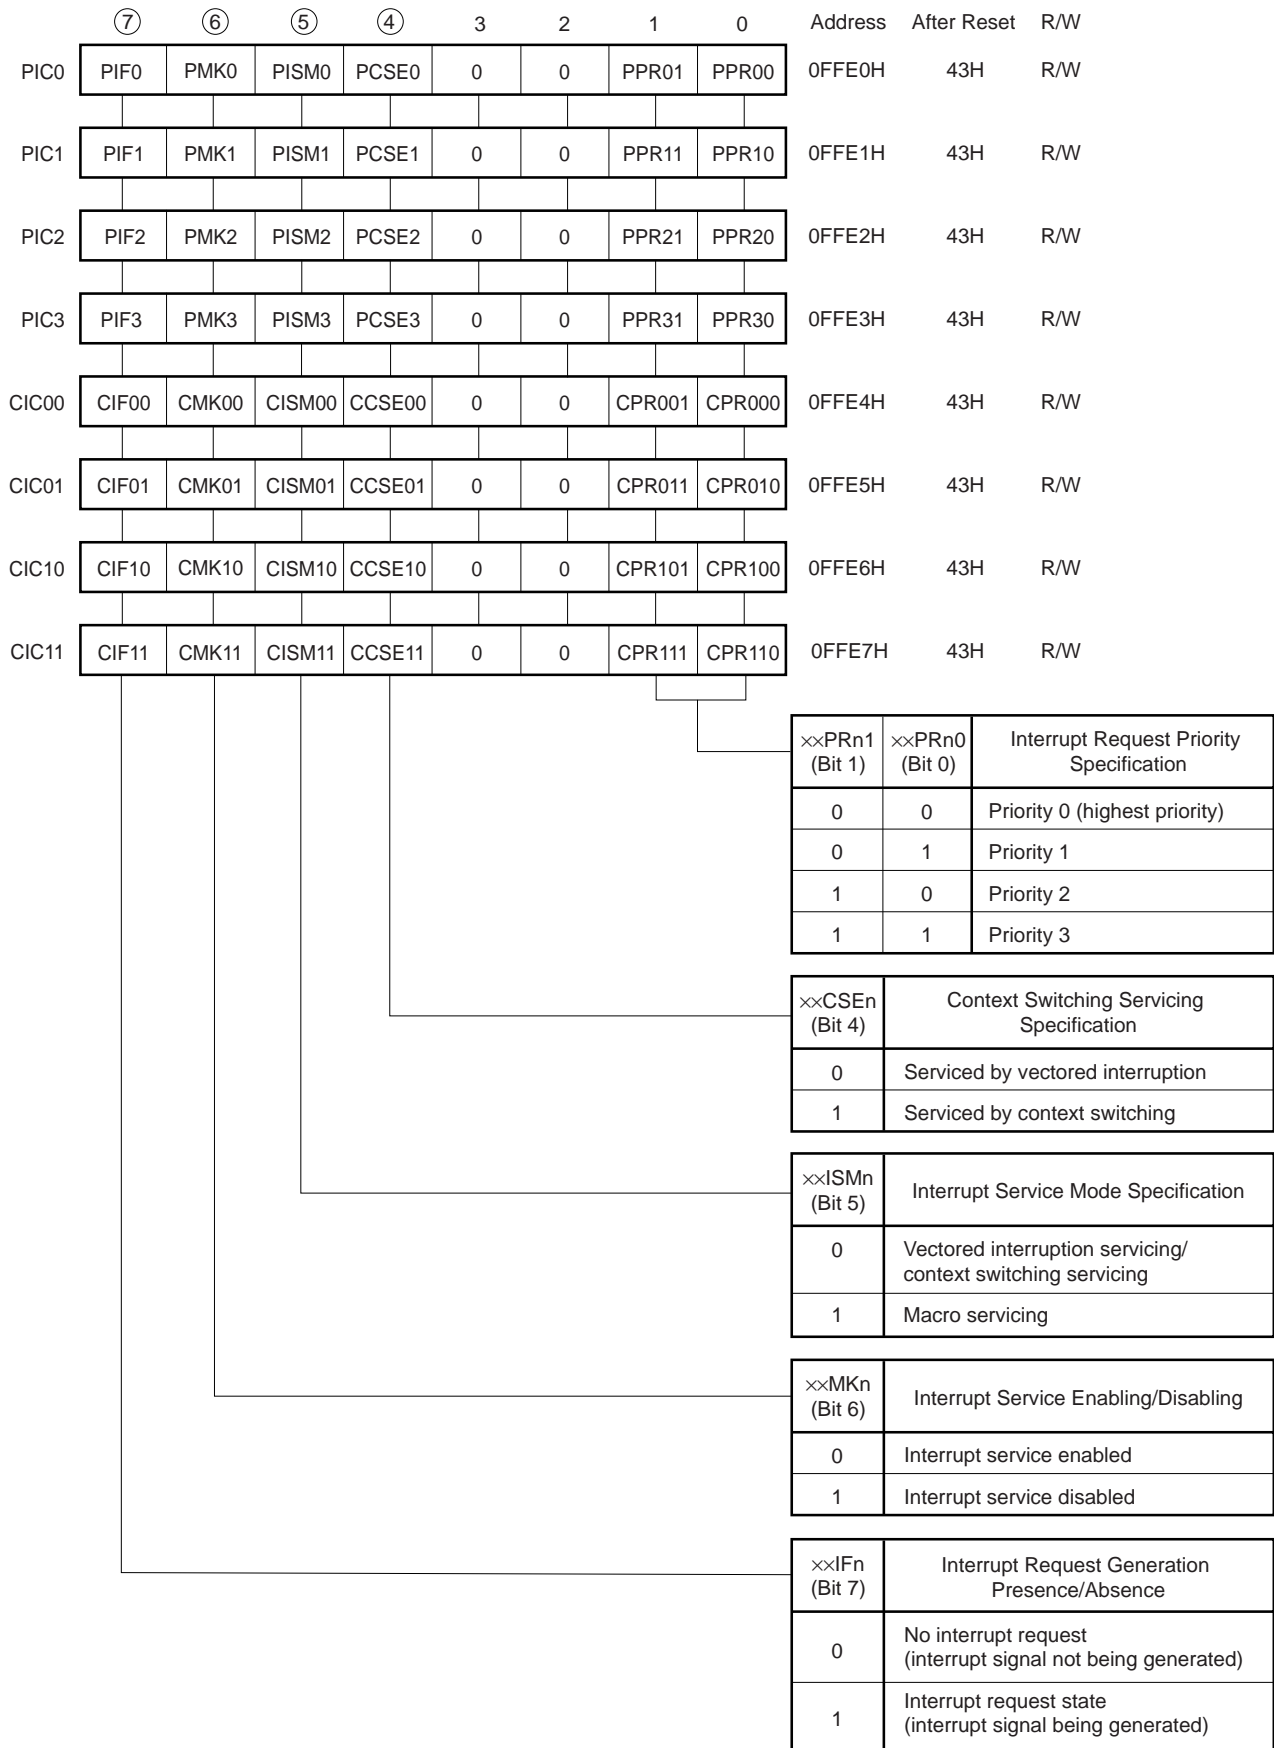 ⑦ ⑥ ⑤ ④ 3 2 1 0 Address After Reset R/W
PIC0 PIF0 PMK0 PISM0 PCSE0 0 0 PPR01 PPR00 0FFE0H 43H R/W
PIC1 PIF1 PMK1 PISM1 PCSE1 0 0 PPR11 PPR10 0FFE1H 43H R/W
PIC2 PIF2 PMK2 PISM2 PCSE2 0 0 PPR21 PPR20 0FFE2H 43H R/W
PIC3 PIF3 PMK3 PISM3 PCSE3 0 0 PPR31 PPR30 0FFE3H 43H R/W
CIC00 CIF00 CMK00 CISM00 CCSE00 0 0 CPR001 CPR000 0FFE4H 43H R/W
CIC01 CIF01 CMK01 CISM01 CCSE01 0 0 CPR011 CPR010 0FFE5H 43H R/W
CIC10 CIF10 CMK10 CISM10 CCSE10 0 0 CPR101 CPR100 0FFE6H 43H R/W
CIC11 CIF11 CMK11 CISM11 CCSE11 0 0 CPR111 CPR110 0FFE7H 43H R/W
××PRn1 ××PRn0 Interrupt Request Priority
(Bit 1) (Bit 0) Specification
0 0 Priority 0 (highest priority)
0 1 Priority 1
1 0 Priority 2
1 1 Priority 3
××CSEn Context Switching Servicing
(Bit 4) Specification
0 Serviced by vectored interruption
1 Serviced by context switching
××ISMn Interrupt Service Mode Specification
(Bit 5)
0 Vectored interruption servicing/
context switching servicing
1 Macro servicing
××MKn Interrupt Service Enabling/Disabling
(Bit 6)
0 Interrupt service enabled
1 Interrupt service disabled
××IFn Interrupt Request Generation
(Bit 7) Presence/Absence
0 No interrupt request
(interrupt signal not being generated)
1 Interrupt request state
(interrupt signal being generated)